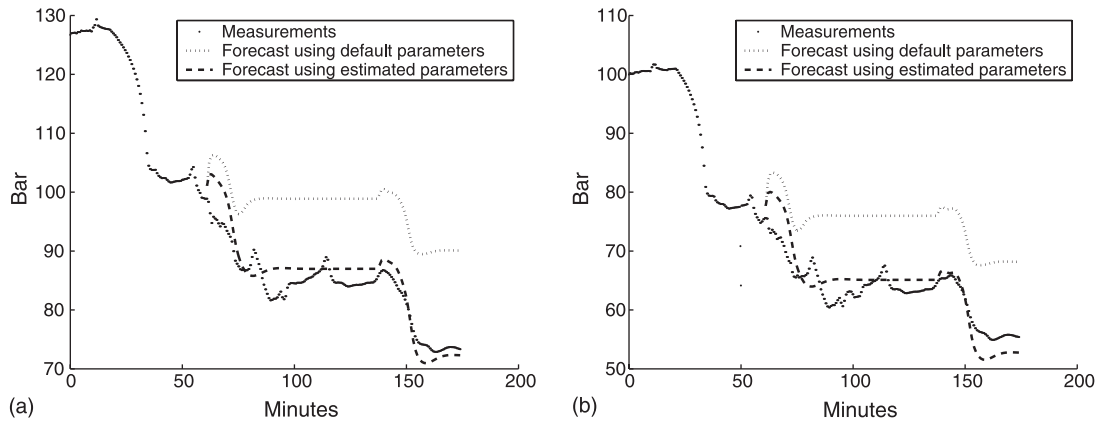 130
120
110
100
90
80
70
Bar
0
50
100
150
200
Minutes
(a)
Measurements
Forecast using default parameters
Forecast using estimated parameters
110
100
90
80
70
60
50
Bar
0
50
100
150
200
Minutes
(b)
Measurements
Forecast using default parameters
Forecast using estimated parameters